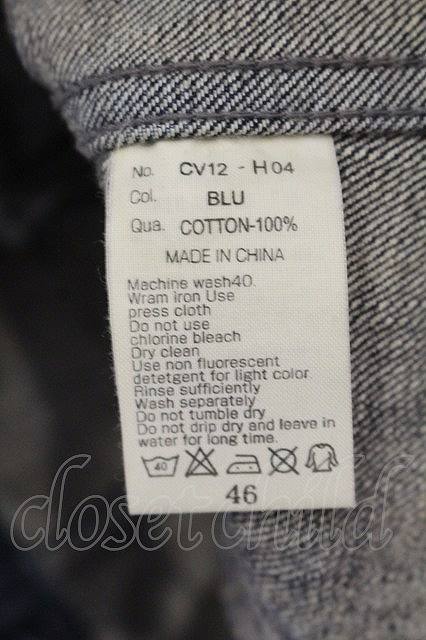 No. CV12 - H04
Col. BLU
Qua. COTTON-100%
MADE IN CHINA
Machine wash40.
Wram iron Use
press cloth
Do not use
chlorine bleach
Dry clean
Use non fluorescent
detetgent for light color
Rinse sufficiently
Wash separately
Do not tumble dry
Do not drip dry and leave in
water for long time.
40
46
closet child